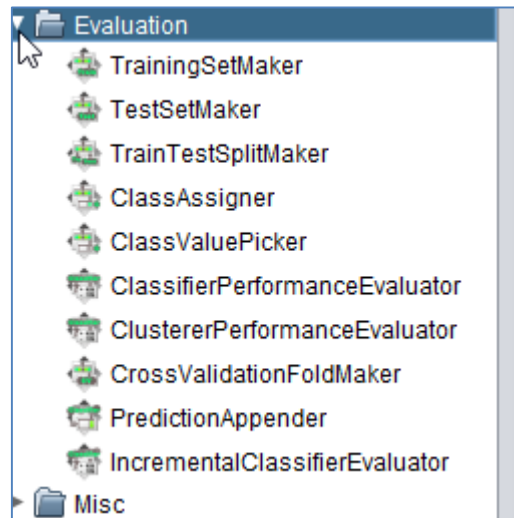 Evaluation
TrainingSetMaker
TestSetMaker
TrainTestSplitMaker
ClassAssigner
ClassValuePicker
ClassifierPerformanceEvaluator
ClustererPerformanceEvaluator
CrossValidationFoldMaker
PredictionAppender
IncrementalClassifierEvaluator
Misc